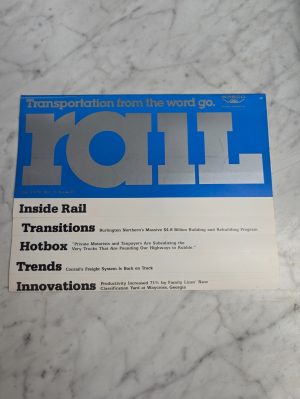 Transportation from the word go.
rail
Inside Rail
Transitions Burlington Northern's Massive $4.8 Billion Building and Rebuilding Program
Hotbox "Private Motorists and Taxpayers Are Subsidizing the
Very Trucks That Are Pounding Our Highways to Rubble."
Trends Conrail's Freight System Is Back on Track
Innovations Productivity Increased 71% by Family Lines' New
Classification Yard at Waycross, Georgia